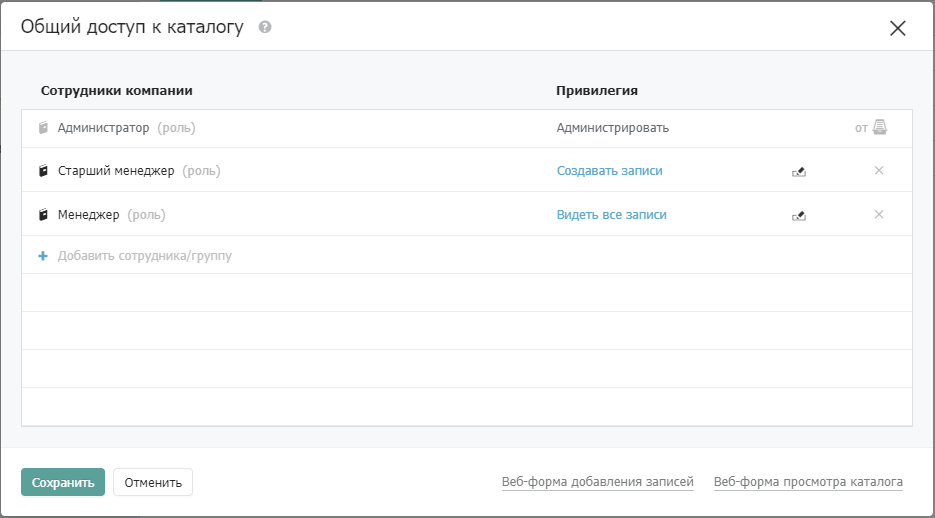 Общий доступ к каталогу ?
Сотрудники компании Привилегия
Администратор (роль) Администрировать от
Старший менеджер (роль) Создавать записи
Менеджер (роль) Видеть все записи
+ Добавить сотрудника/группу
Сохранить Отменить Веб-форма добавления записей Веб-форма просмотра каталога